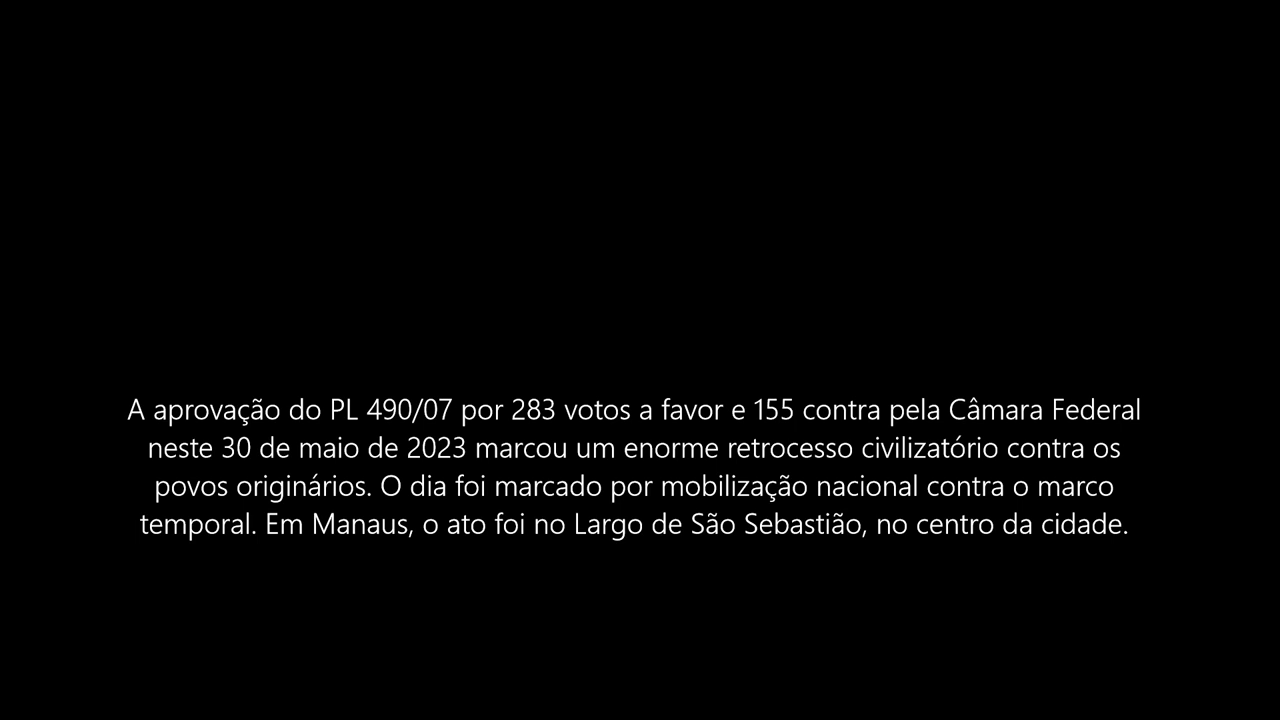 A aprovação do PL 490/07 por 283 votos a favor e 155 contra pela Câmara Federal
neste 30 de maio de 2023 marcou um enorme retrocesso civilizatório contra os
povos originários. O dia foi marcado por mobilização nacional contra o marco
temporal. Em Manaus, o ato foi no Largo de São Sebastião, no centro da cidade.